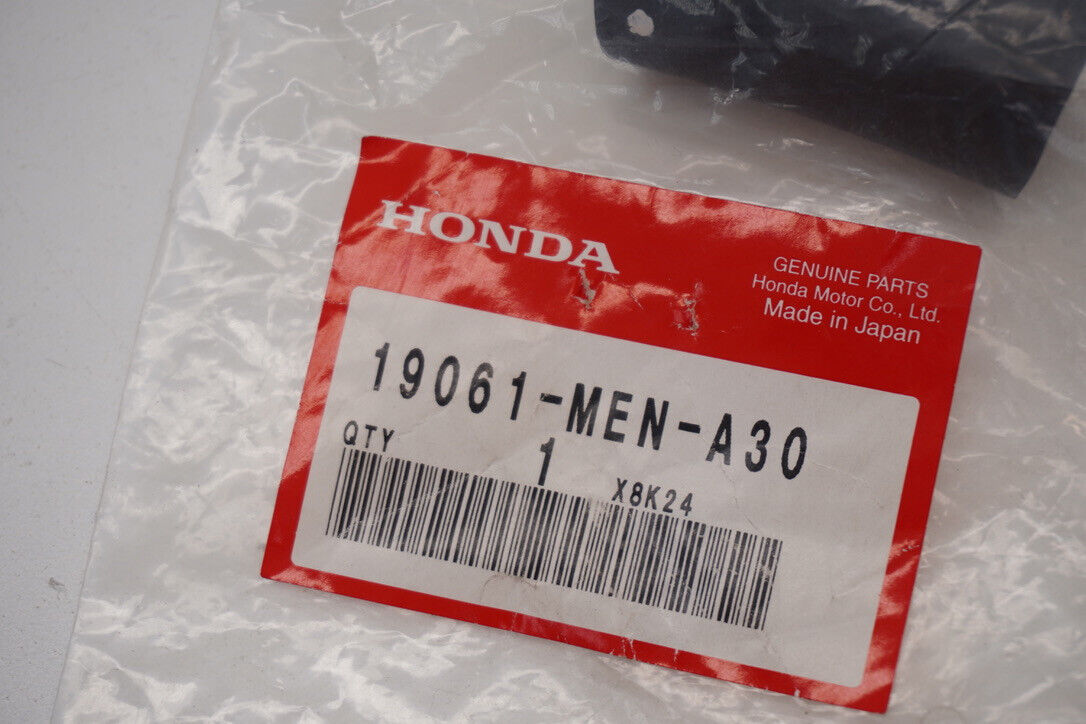 HONDA
GENUINE PARTS
Honda Motor Co., Ltd.
Made in Japan
19061-MEN-A30
QTY 1 X8K24